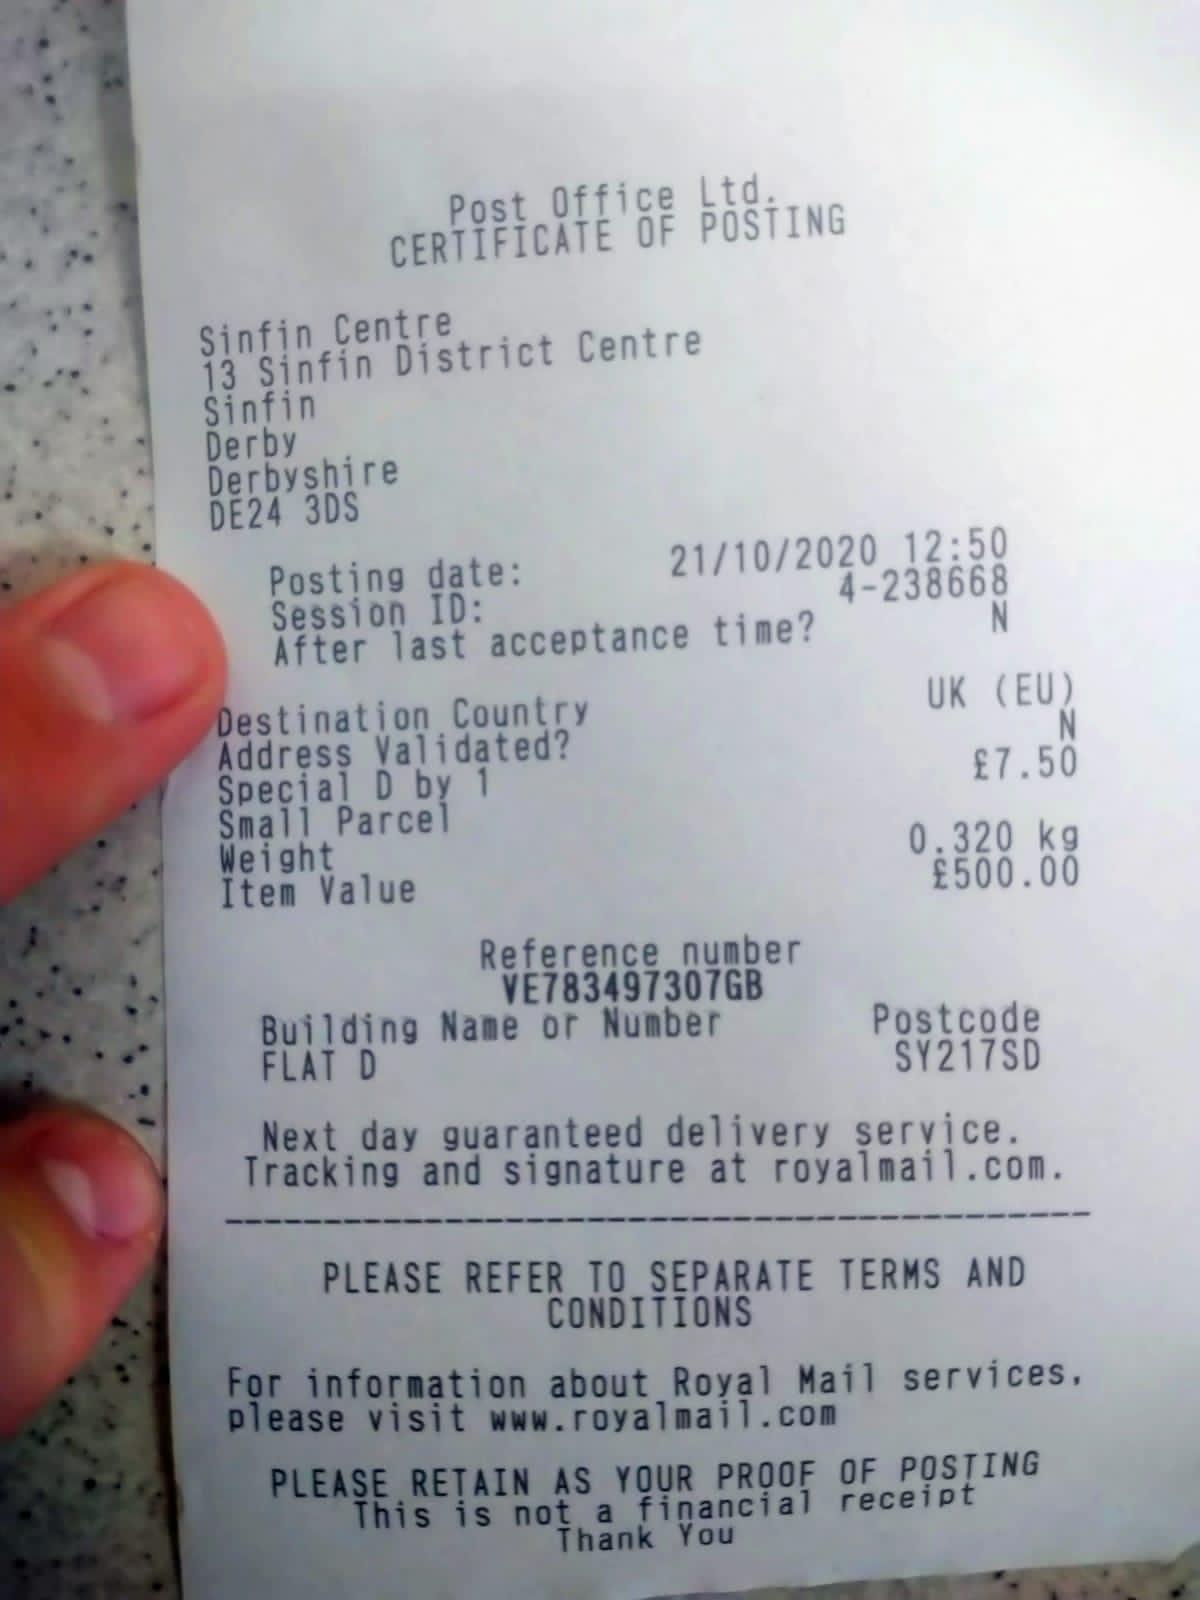 Post Office Ltd.
CERTIFICATE OF POSTING
Sinfin Centre
13 Sinfin District Centre
Sinfin
Derby
Derbyshire
DE24 3DS
Posting date: 21/10/2020 12:50
Session ID: 4-238668
After last acceptance time? N
Destination Country UK (EU)
Address Validated? N
Special D by 1 £7.50
Small Parcel
Weight 0.320 kg
Item Value £500.00
Reference number
VE783497307GB
Building Name or Number Postcode
FLAT D SY217SD
Next day guaranteed delivery service.
Tracking and signature at royalmail.com.
----------------------------------------
PLEASE REFER TO SEPARATE TERMS AND
CONDITIONS
For information about Royal Mail services,
please visit www.royalmail.com
PLEASE RETAIN AS YOUR PROOF OF POSTING
This is not a financial receipt
Thank You